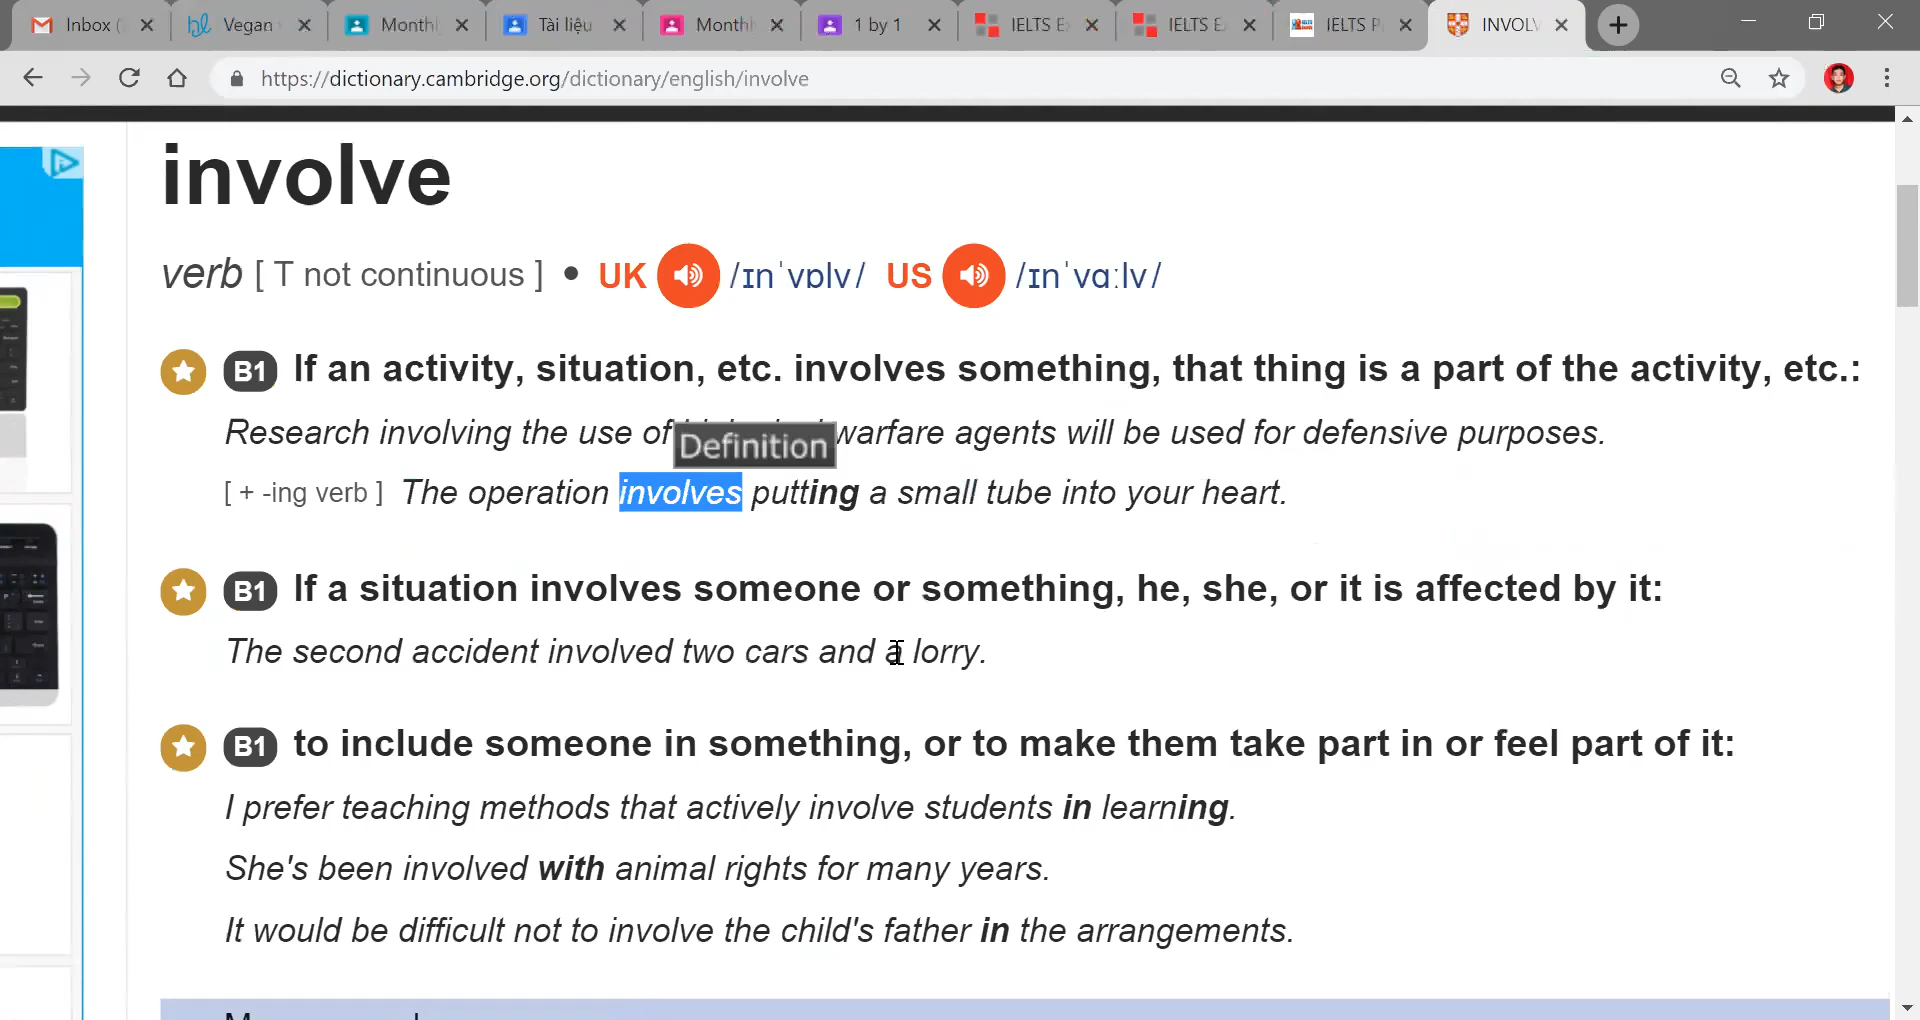 Inbox (
Vegan
Monthl
Tài liệu
Month
1 by 1
IELTS E
IELTS E
IELTS P
INVOLV
https://dictionary.cambridge.org/dictionary/english/involve
involve
verb [ T not continuous ] • UK /ɪnˈvɒlv/ US /ɪnˈvɑːlv/
B1 If an activity, situation, etc. involves something, that thing is a part of the activity, etc.:
Research involving the use of warfare agents will be used for defensive purposes.
Definition
[ + -ing verb ] The operation involves putting a small tube into your heart.
B1 If a situation involves someone or something, he, she, or it is affected by it:
The second accident involved two cars and a lorry.
B1 to include someone in something, or to make them take part in or feel part of it:
I prefer teaching methods that actively involve students in learning.
She's been involved with animal rights for many years.
It would be difficult not to involve the child's father in the arrangements.